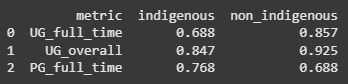 metric indigenous non_indigenous
0 UG_full_time 0.688 0.857
1 UG_overall 0.847 0.925
2 PG_full_time 0.768 0.688